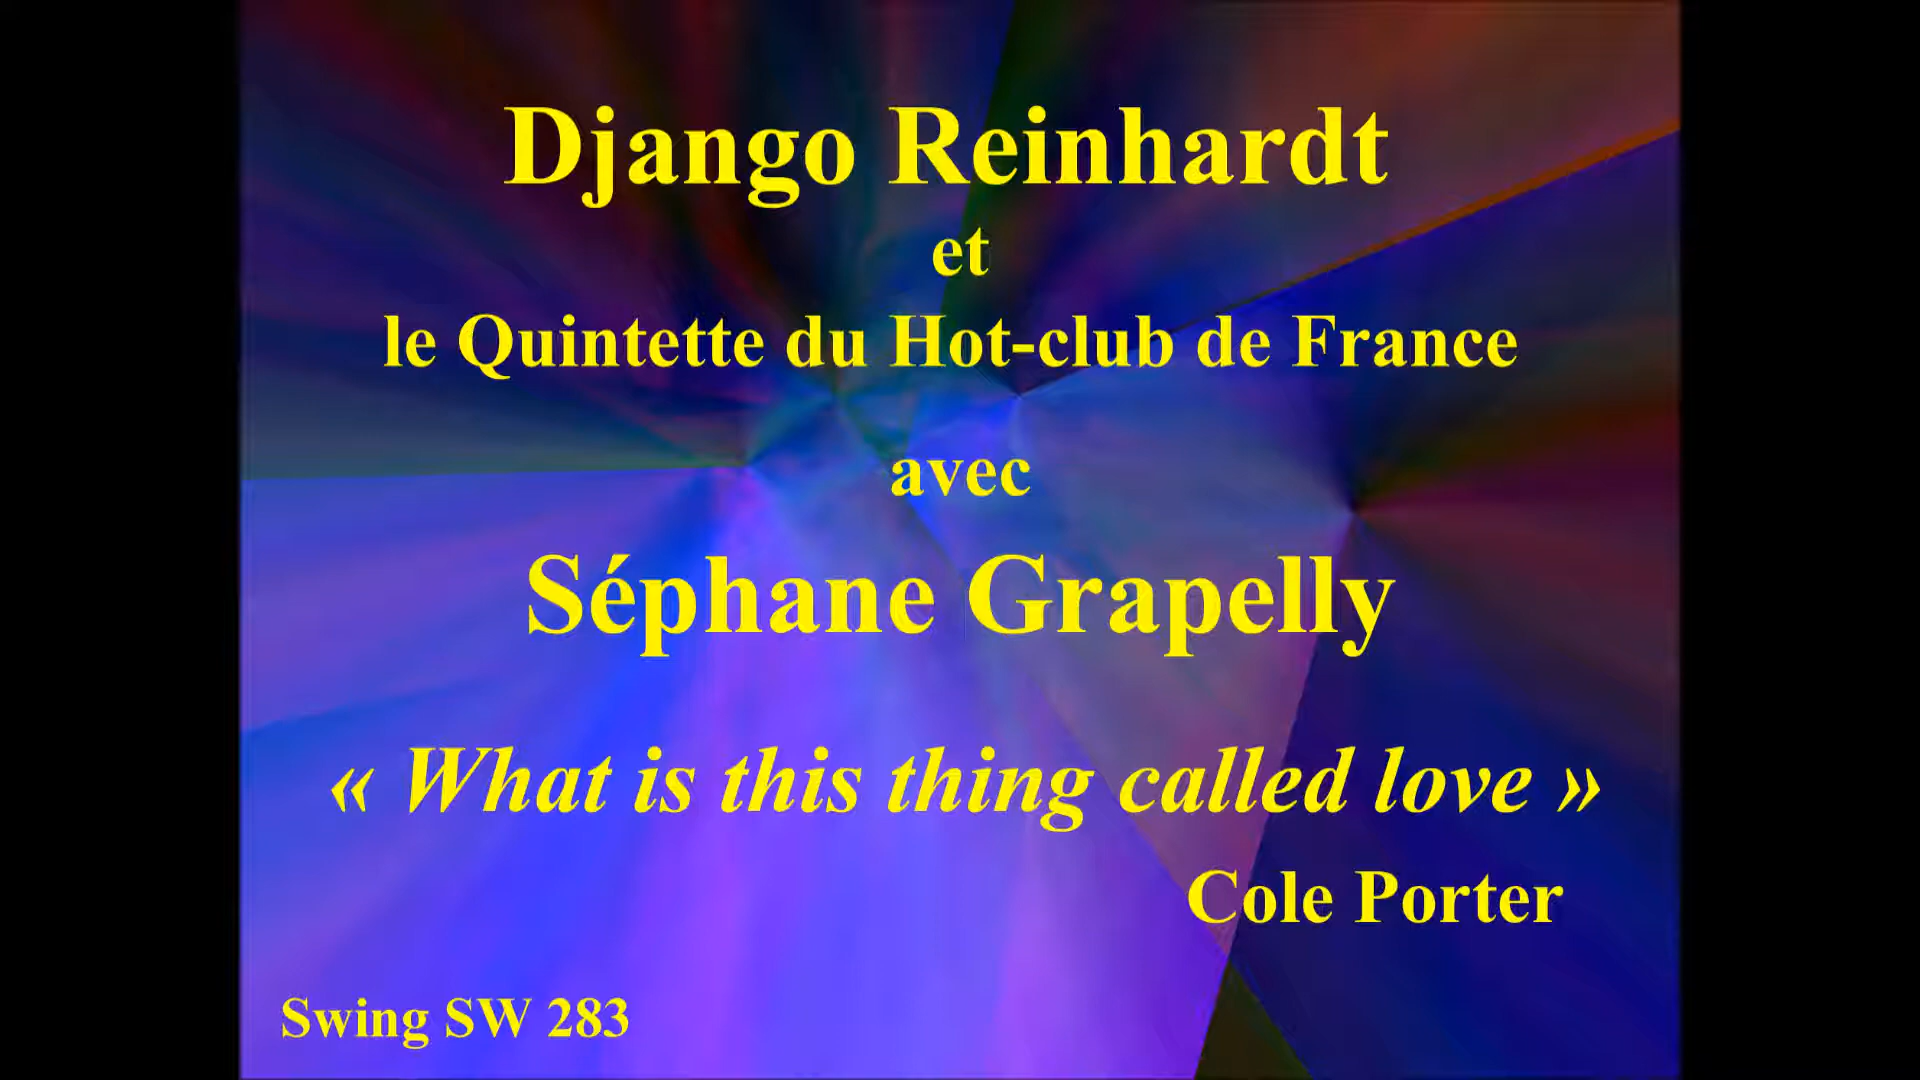 Django Reinhardt
et
le Quintette du Hot-club de France
avec
Séphane Grapelly
« What is this thing called love »
Cole Porter
Swing SW 283